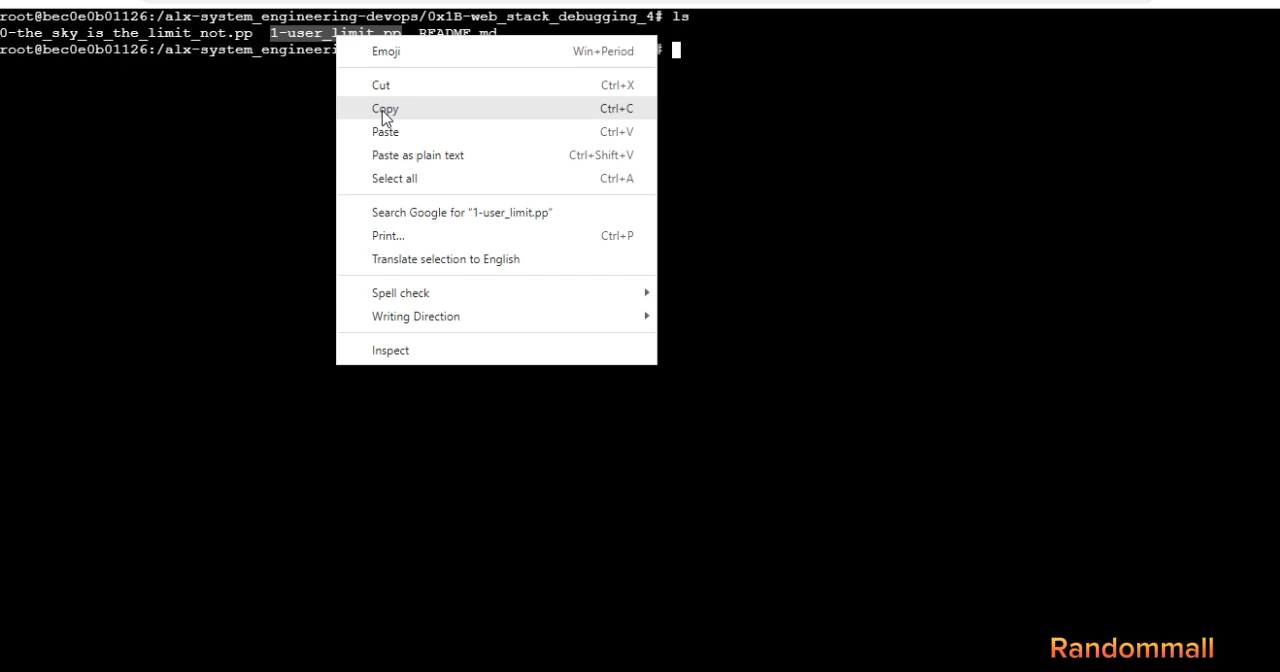 root@bec0e0b01126:/alx-system_engineering-devops/0x1B-web_stack_debugging_4# ls
0-the_sky_is_the_limit_not.pp 1-user_limit.pp README.md
root@bec0e0b01126:/alx-system_engineeri #
Emoji Win+Period
Cut Ctrl+X
Copy Ctrl+C
Paste Ctrl+V
Paste as plain text Ctrl+Shift+V
Select all Ctrl+A
Search Google for "1-user_limit.pp"
Print... Ctrl+P
Translate selection to English
Spell check
Writing Direction
Inspect
Randommall